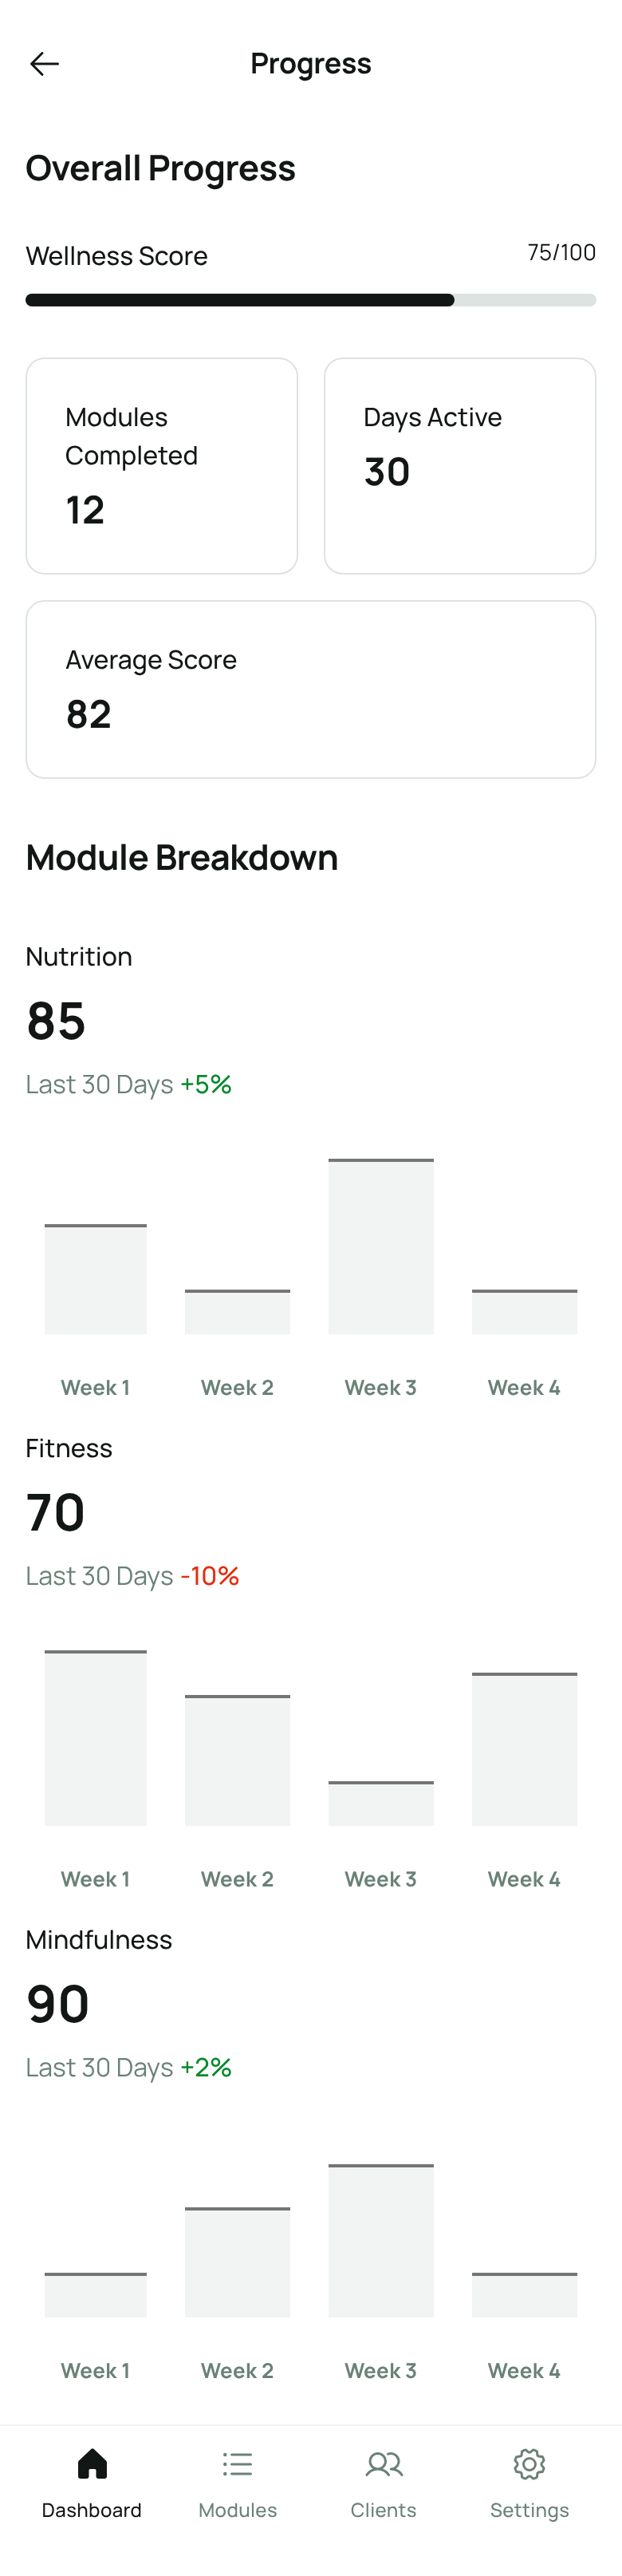 Progress
Overall Progress
Wellness Score
75/100
Modules
Completed
12
Days Active
30
Average Score
82
Module Breakdown
Nutrition
85
Last 30 Days +5%
Week 1 Week 2 Week 3 Week 4
Fitness
70
Last 30 Days -10%
Week 1 Week 2 Week 3 Week 4
Mindfulness
90
Last 30 Days +2%
Week 1 Week 2 Week 3 Week 4
Dashboard Modules Clients Settings